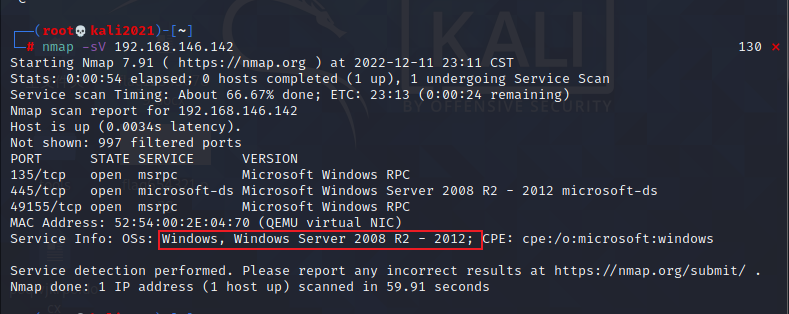 ┌──(root💀kali2021)-[~]
└─# nmap -sV 192.168.146.142 130 ⨯
Starting Nmap 7.91 ( https://nmap.org ) at 2022-12-11 23:11 CST
Stats: 0:00:54 elapsed; 0 hosts completed (1 up), 1 undergoing Service Scan
Service scan Timing: About 66.67% done; ETC: 23:13 (0:00:24 remaining)
Nmap scan report for 192.168.146.142
Host is up (0.0034s latency).
Not shown: 997 filtered ports
PORT      STATE SERVICE      VERSION
135/tcp   open  msrpc        Microsoft Windows RPC
445/tcp   open  microsoft-ds Microsoft Windows Server 2008 R2 - 2012 microsoft-ds
49155/tcp open  msrpc        Microsoft Windows RPC
MAC Address: 52:54:00:2E:04:70 (QEMU virtual NIC)
Service Info: OSs: Windows, Windows Server 2008 R2 - 2012; CPE: cpe:/o:microsoft:windows
Service detection performed. Please report any incorrect results at https://nmap.org/submit/ .
Nmap done: 1 IP address (1 host up) scanned in 59.91 seconds
KALI
BY OFFENSIVE SECURITY